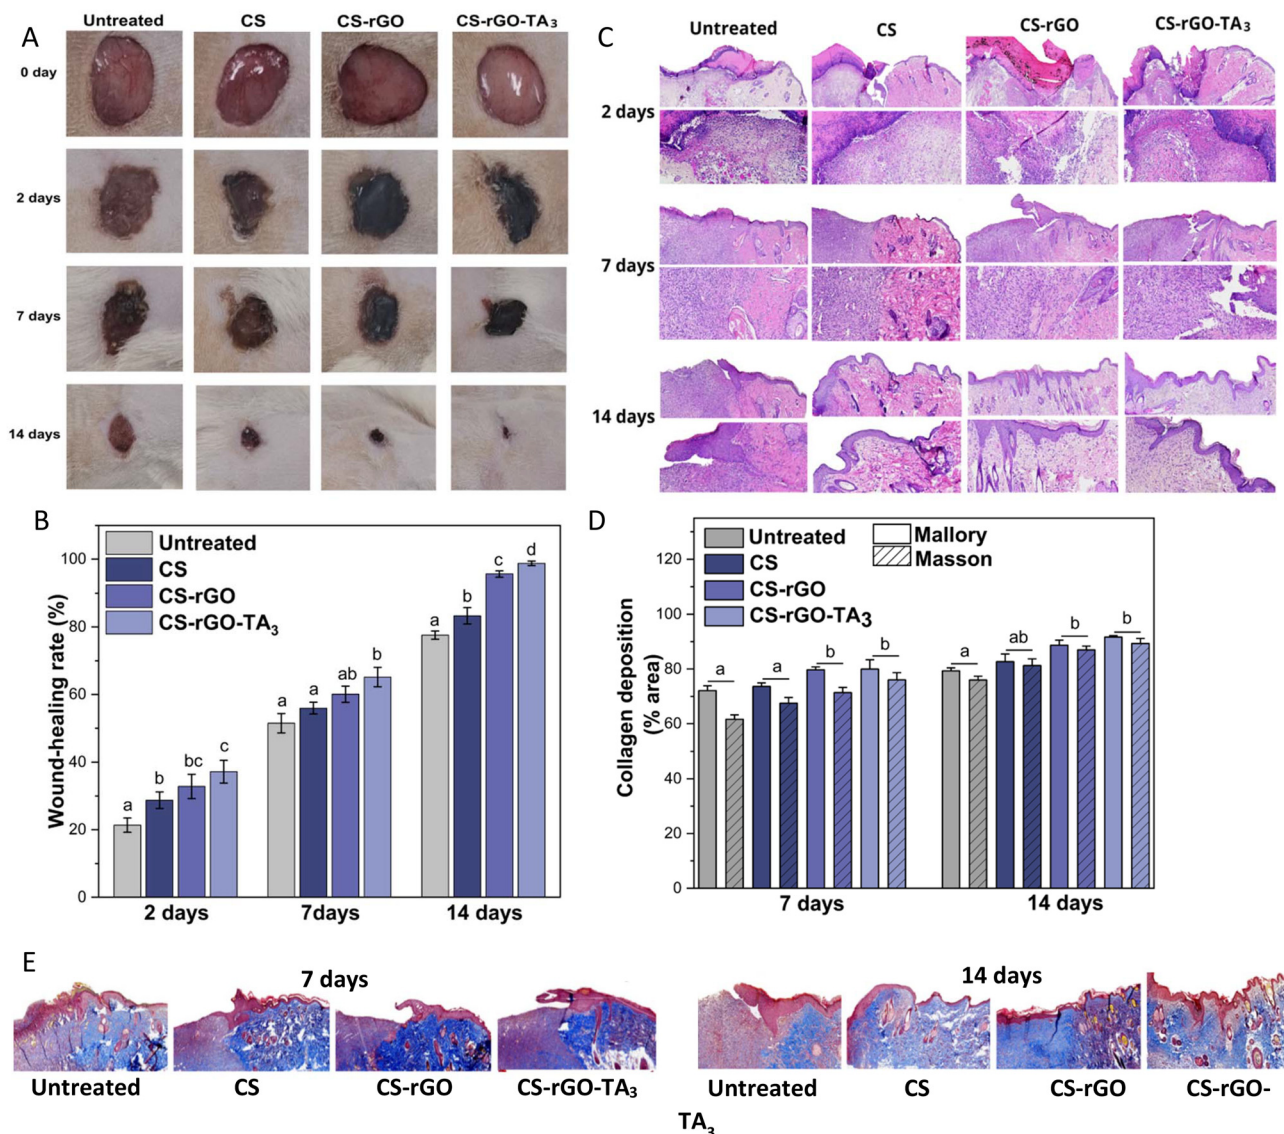 A
Untreated CS CS-rGO CS-rGO-TA3
0 day
2 days
7 days
14 days
C
Untreated CS CS-rGO CS-rGO-TA3
2 days
7 days
14 days
B
Wound-healing rate (%)
100
80
60
40
20
0
Untreated
CS
CS-rGO
CS-rGO-TA3
a b bc c
a a ab b
a b c d
2 days 7days 14 days
D
Collagen deposition
(% area)
120
100
80
60
40
20
0
Untreated
CS
CS-rGO
CS-rGO-TA3
Mallory
Masson
a a b b
a ab b b
7 days 14 days
E
7 days
Untreated CS CS-rGO CS-rGO-TA3
14 days
Untreated CS CS-rGO CS-rGO-
TA3